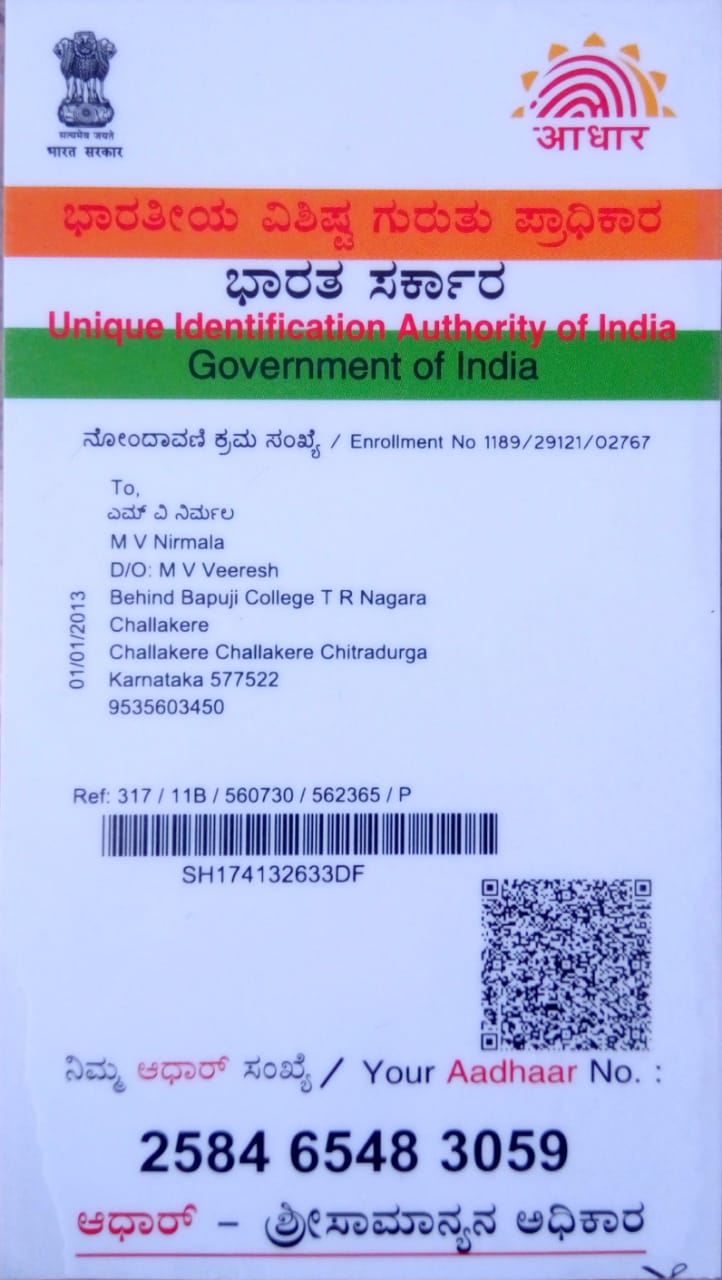 सत्यमेव जयते
भारत सरकार
आधार
ಭಾರತೀಯ ವಿಶಿಷ್ಟ ಗುರುತು ಪ್ರಾಧಿಕಾರ
ಭಾರತ ಸರ್ಕಾರ
Unique Identification Authority of India
Government of India
ನೋಂದಾವಣಿ ಕ್ರಮ ಸಂಖ್ಯೆ / Enrollment No 1189/29121/02767
To,
ಎಮ್ ವಿ ನಿರ್ಮಲ
M V Nirmala
D/O: M V Veeresh
Behind Bapuji College T R Nagara
Challakere
Challakere Challakere Chitradurga
Karnataka 577522
9535603450
01/01/2013
Ref: 317 / 11B / 560730 / 562365 / P
SH174132633DF
ನಿಮ್ಮ ಆಧಾರ್ ಸಂಖ್ಯೆ / Your Aadhaar No. :
2584 6548 3059
ಆಧಾರ್ – ಶ್ರೀಸಾಮಾನ್ಯನ ಅಧಿಕಾರ